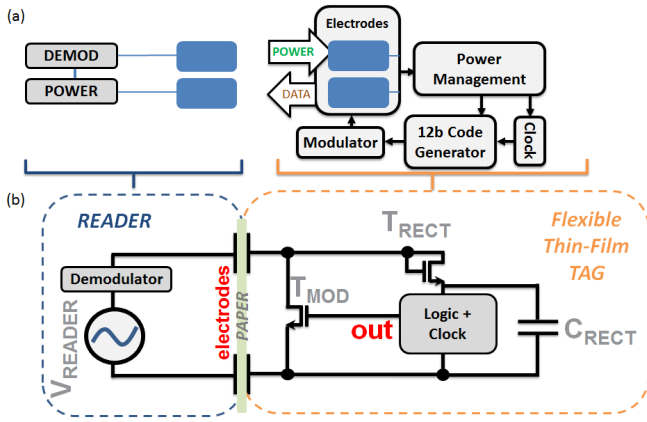 (a)
DEMOD
POWER
Electrodes
POWER
DATA
Power
Management
Modulator
12b Code
Generator
Clock
(b)
READER
Flexible
Thin-Film
TAG
Demodulator
VREADER
electrodes
PAPER
TRECT
TMOD
out
Logic +
Clock
CRECT